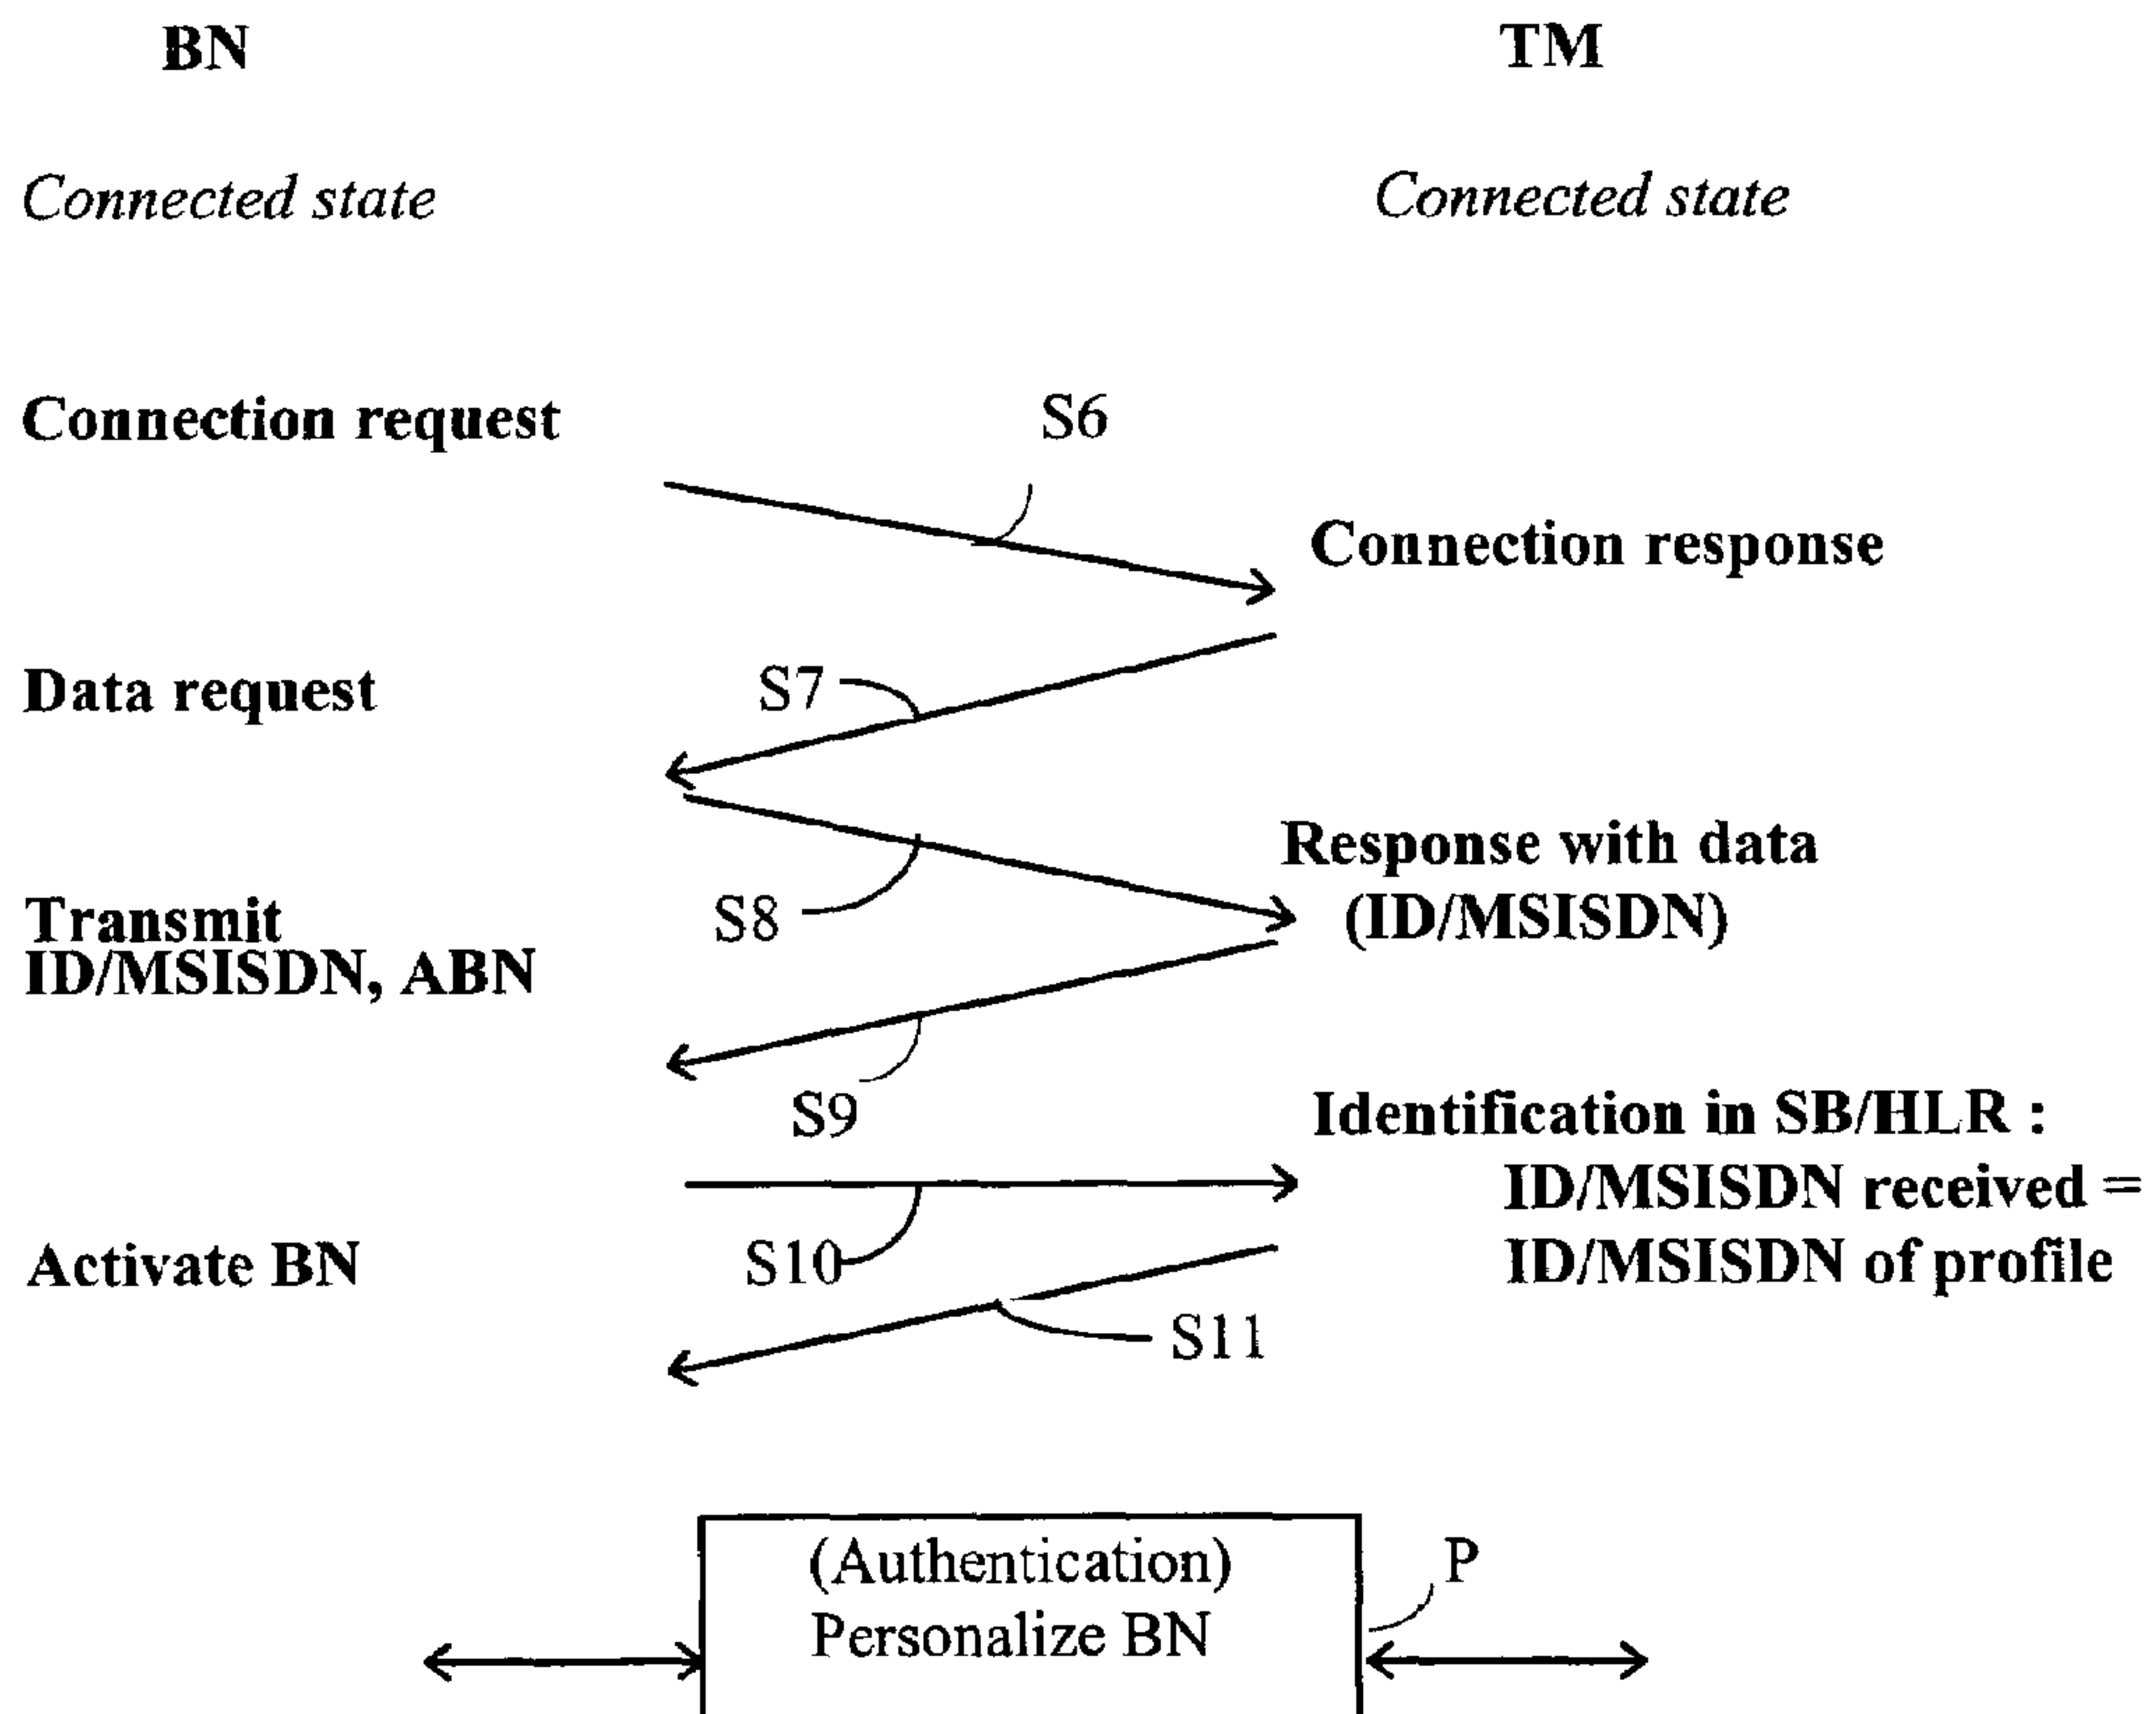 BN
TM
Connected state
Connected state
Connection request
S6
Connection response
Data request
S7
Response with data
(ID/MSISDN)
S8
Transmit
ID/MSISDN, ABN
S9
Identification in SB/HLR :
ID/MSISDN received =
ID/MSISDN of profile
Activate BN
S10
S11
(Authentication)
Personalize BN
P